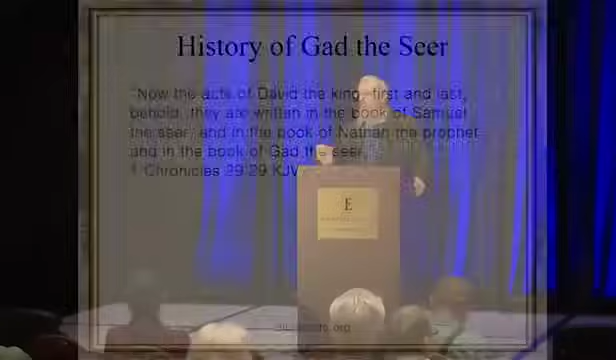 History of Gad the Seer
"Now the acts of David the king, first and last,
behold, they are written in the book of Samuel
the seer, and in the book of Nathan the prophet
and in the book of Gad the seer,
1 Chronicles 29:29 KJV
E